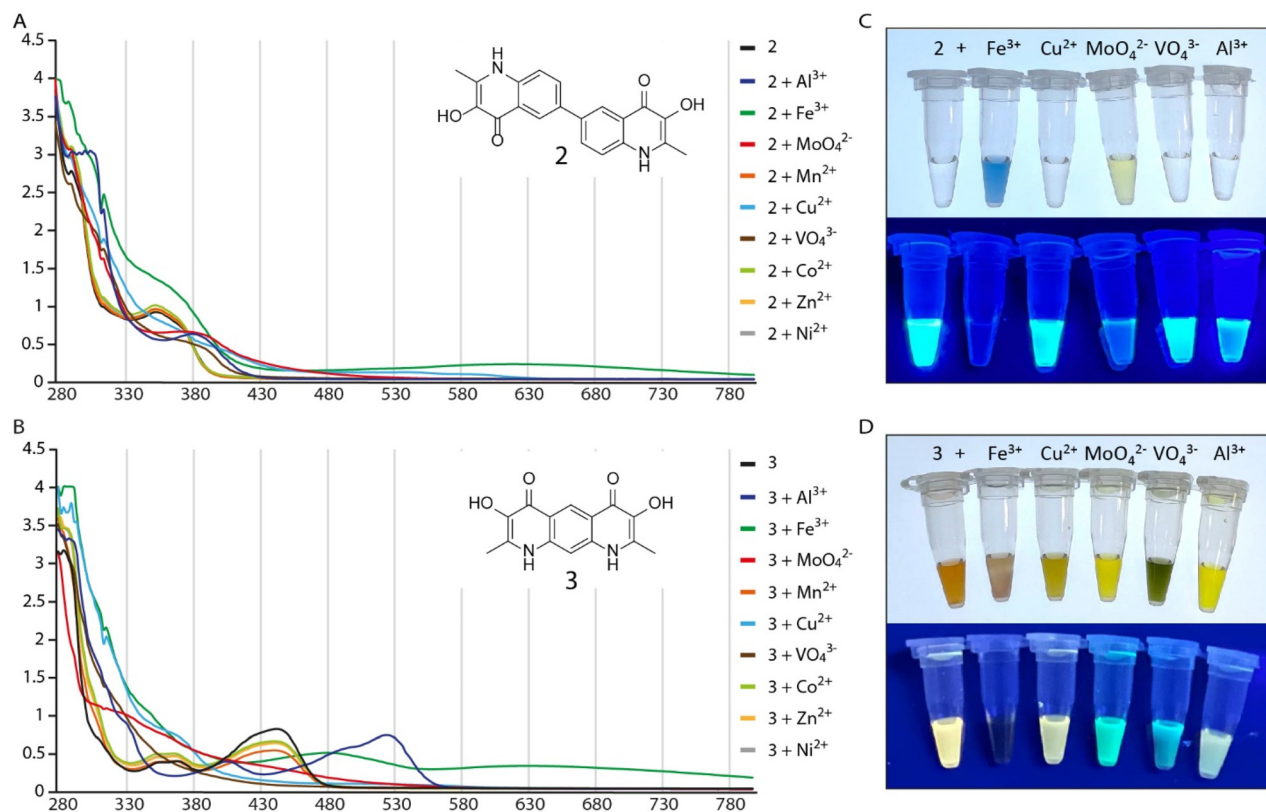 A
4.5
4
3.5
3
2.5
2
1.5
1
0.5
0
280 330 380 430 480 530 580 630 680 730
H
N
O
OH
HO
O
N
H
2
2
2 + Al³⁺
2 + Fe³⁺
2 + MoO₄²⁻
2 + Mn²⁺
2 + Cu²⁺
2 + VO₄³⁻
2 + Co²⁺
2 + Zn²⁺
2 + Ni²⁺
B
4.5
4
3.5
3
2.5
2
1.5
1
0.5
0
280 330 380 430 480 530 580 630 680 730 780
O O
HO OH
N N
H H
3
3
3 + Al³⁺
3 + Fe³⁺
3 + MoO₄²⁻
3 + Mn²⁺
3 + Cu²⁺
3 + VO₄³⁻
3 + Co²⁺
3 + Zn²⁺
3 + Ni²⁺
C
2 + Fe³⁺ Cu²⁺ MoO₄²⁻ VO₄³⁻ Al³⁺
D
3 + Fe³⁺ Cu²⁺ MoO₄²⁻ VO₄³⁻ Al³⁺